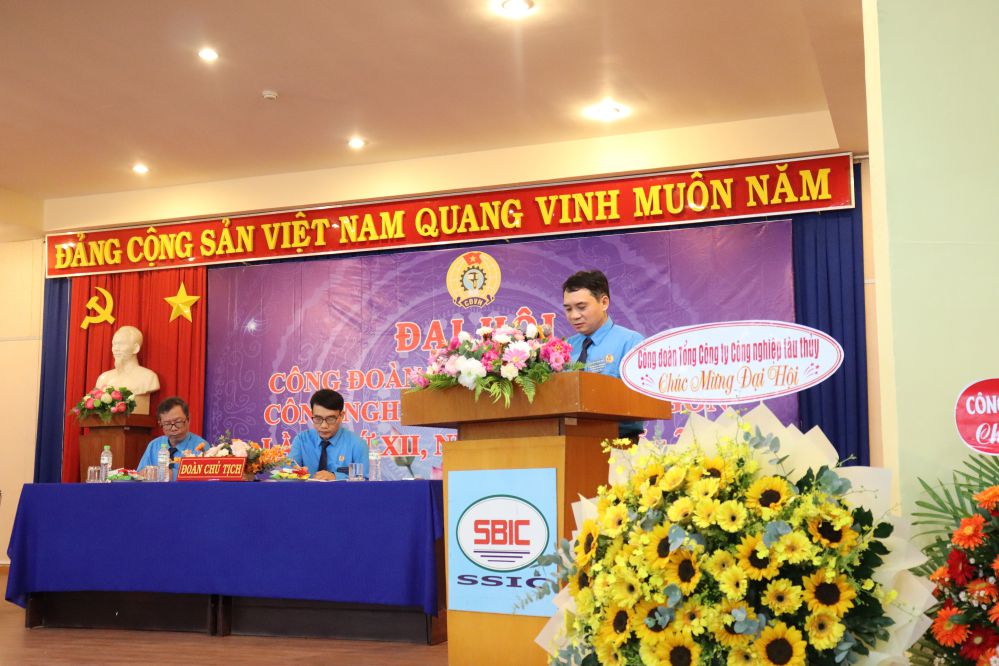 ĐẢNG CỘNG SẢN VIỆT NAM QUANG VINH MUÔN NĂM
CĐVN
ĐẠI HỘI
CÔNG ĐOÀN
CÔNG NGH
LẦN THỨ XII, N
ĐOÀN CHỦ TỊCH
SBIC
SSIC
Công đoàn Tổng Công ty Công nghiệp tàu thủy
Chúc Mừng Đại Hội
CÔNG
Ch